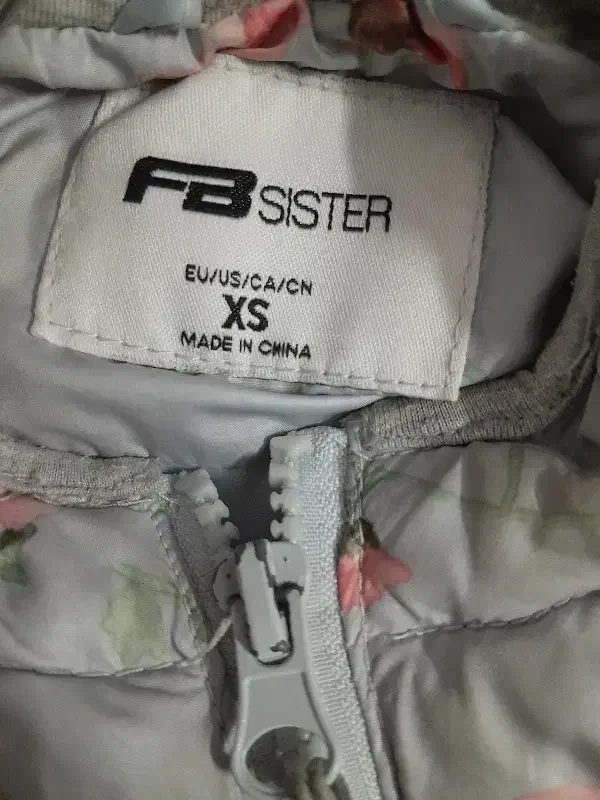 FB SISTER
EU/US/CA/CN
XS
MADE IN CHINA